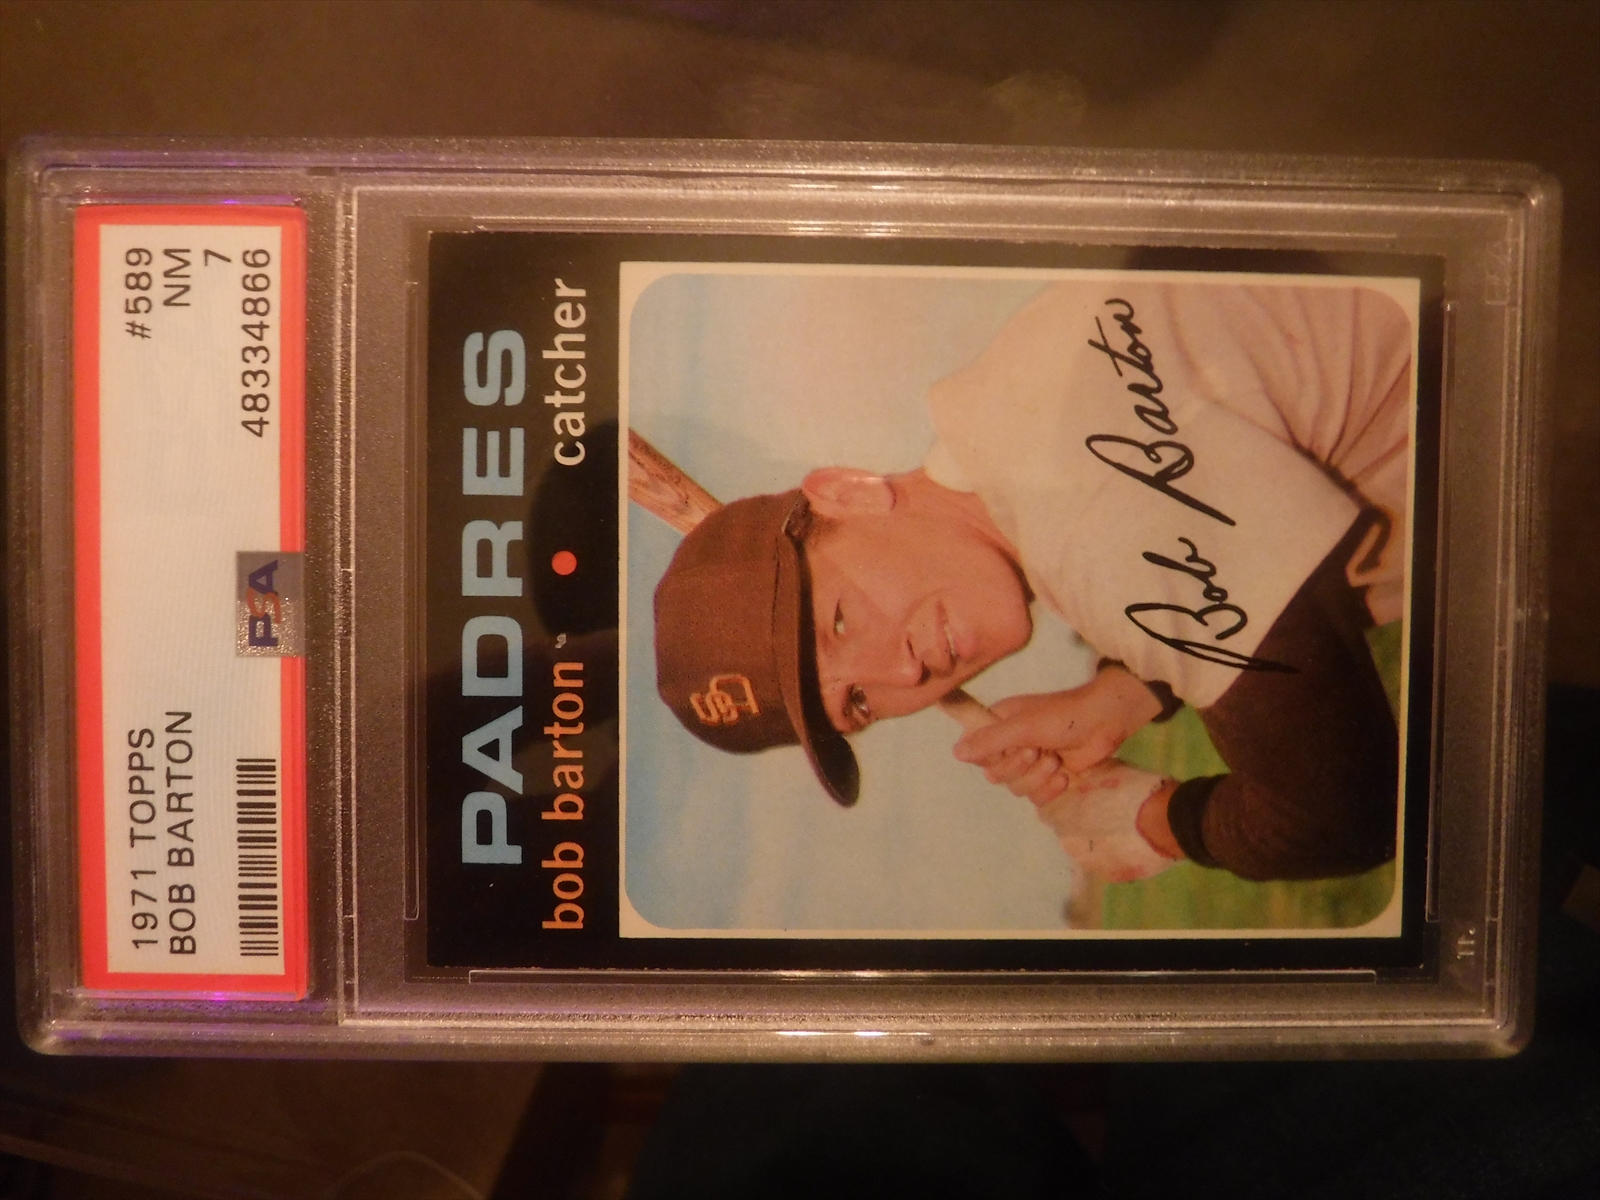 1971 TOPPS #589
BOB BARTON NM
7
PSA
48334866
PADRES
bob barton • catcher
SD
Bob Barton